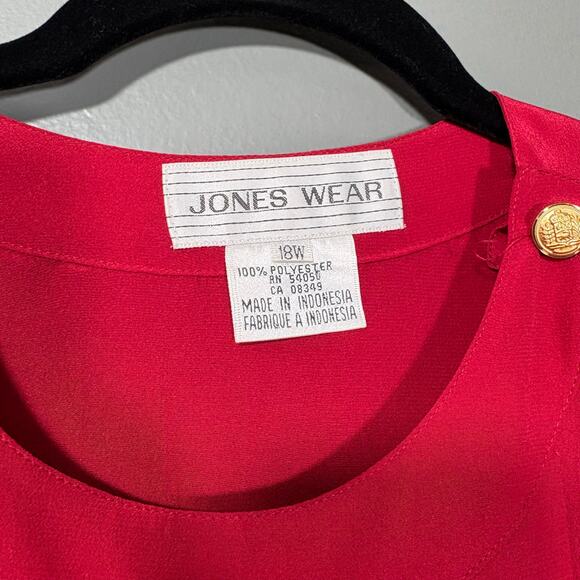 JONES WEAR
18W
100% POLYESTER
RN 54050
CA 08349
MADE IN INDONESIA
FABRIQUE A INDONESIA